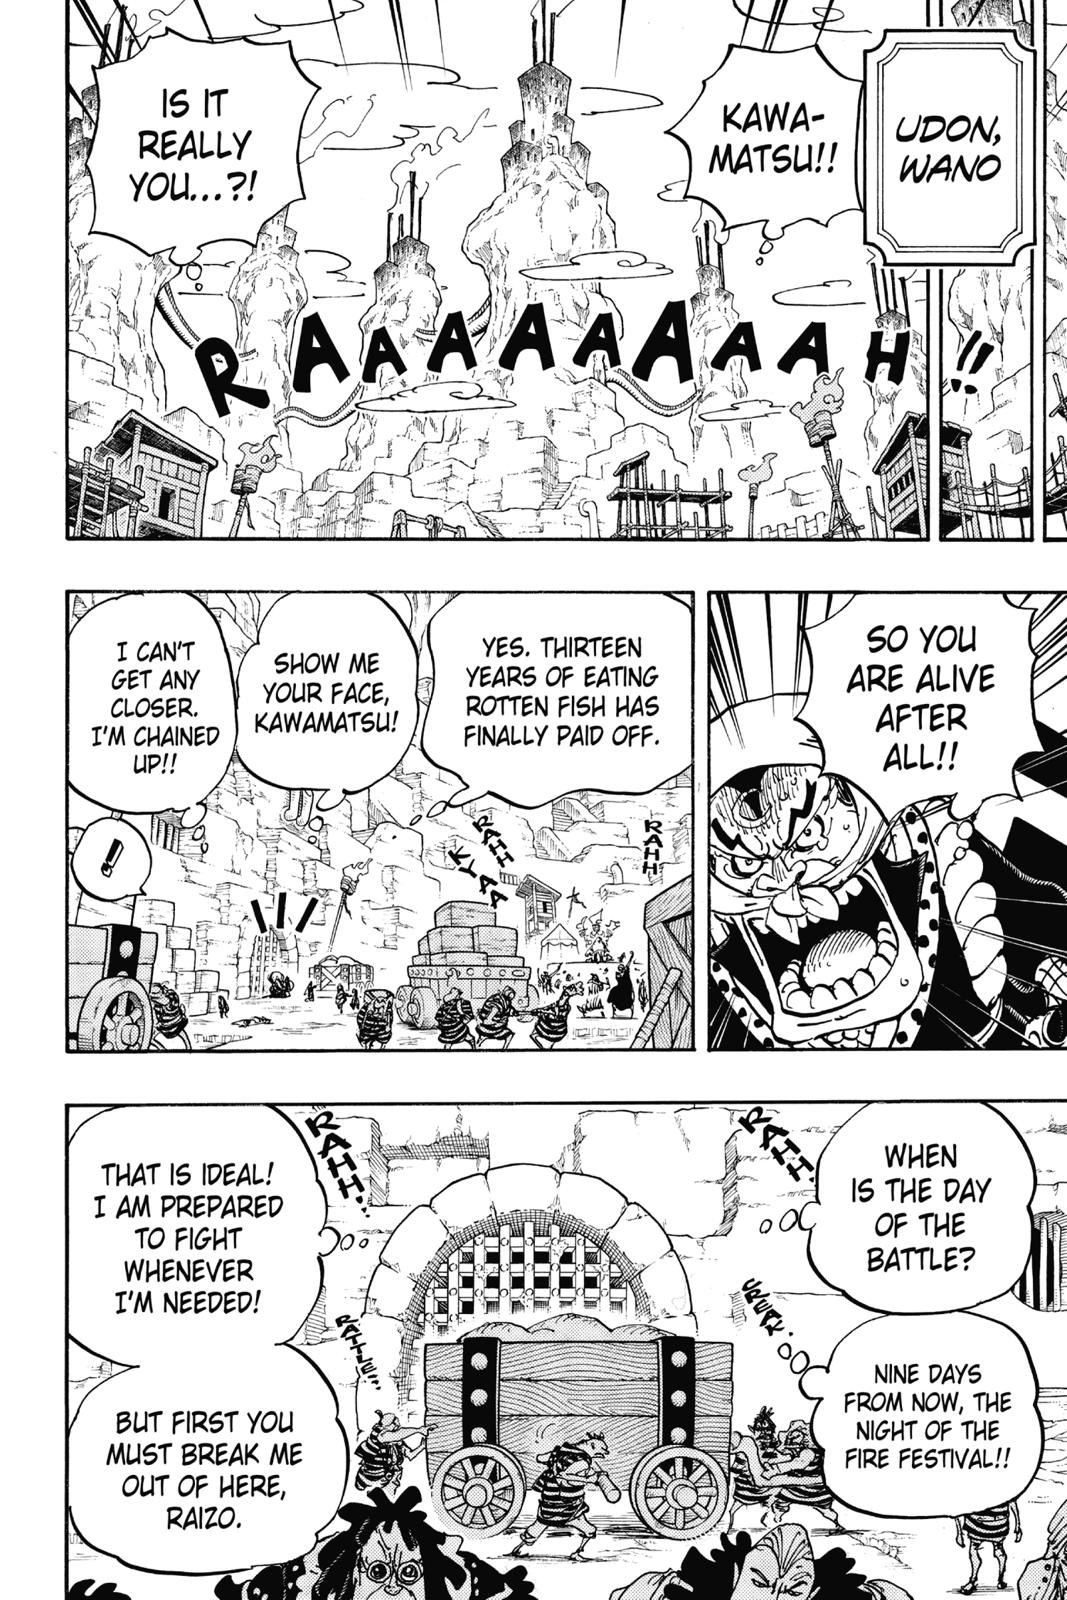 UDON,
WANO
KAWA-
MATSU!!
IS IT
REALLY
YOU...?!
RAAAAAAAAAH!!
SO YOU
ARE ALIVE
AFTER
ALL!!
YES. THIRTEEN
YEARS OF EATING
ROTTEN FISH HAS
FINALLY PAID OFF.
SHOW ME
YOUR FACE,
KAWAMATSU!
I CAN'T
GET ANY
CLOSER.
I'M CHAINED
UP!!
!
RAHH
RAHH
KYAA
WHEN
IS THE DAY
OF THE
BATTLE?
RAHH!
NINE DAYS
FROM NOW, THE
NIGHT OF THE
FIRE FESTIVAL!!
CREAK.
RAHH!
THAT IS IDEAL!
I AM PREPARED
TO FIGHT
WHENEVER
I'M NEEDED!
RATTLE..
BUT FIRST YOU
MUST BREAK ME
OUT OF HERE,
RAIZO.